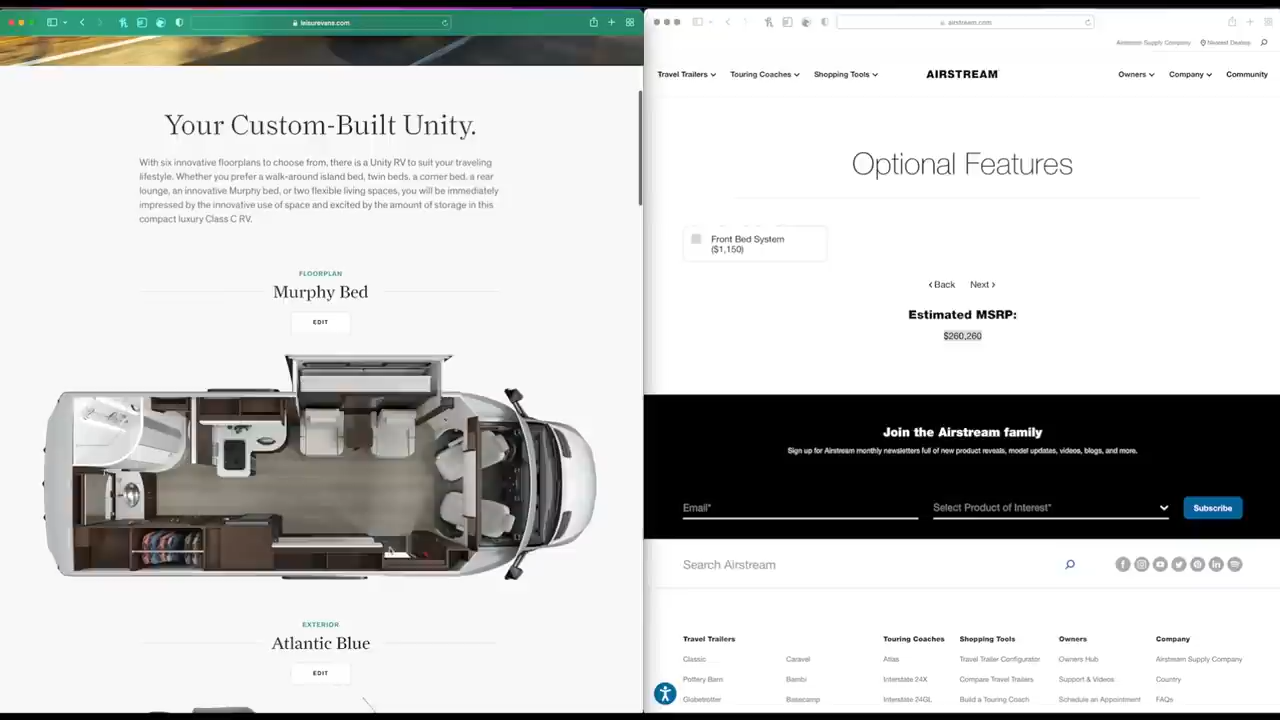 leisurevans.com
Your Custom-Built Unity.
With six innovative floorplans to choose from, there is a Unity RV to suit your traveling
lifestyle. Whether you prefer a walk-around island bed, twin beds, a corner bed, a rear
lounge, an innovative Murphy bed, or two flexible living spaces, you will be immediately
impressed by the innovative use of space and excited by the amount of storage in this
compact luxury Class C RV.
FLOORPLAN
Murphy Bed
EDIT
EXTERIOR
Atlantic Blue
EDIT
airstream.com
Airstream Supply Company Nearest Dealers
Travel Trailers Touring Coaches Shopping Tools AIRSTREAM Owners Company Community
Optional Features
Front Bed System
($1,150)
‹ Back Next ›
Estimated MSRP:
$260,260
Join the Airstream family
Sign up for Airstream monthly newsletters full of new product reveals, model updates, videos, blogs, and more.
Email* Select Product of Interest* Subscribe
Search Airstream
Travel Trailers Touring Coaches Shopping Tools Owners Company
Classic Caravel Atlas Travel Trailer Configurator Owners Hub Airstream Supply Company
Pottery Barn Bambi Interstate 24X Compare Travel Trailers Support & Videos Country
Globetrotter Basecamp Interstate 24GL Build a Touring Coach Schedule an Appointment FAQs